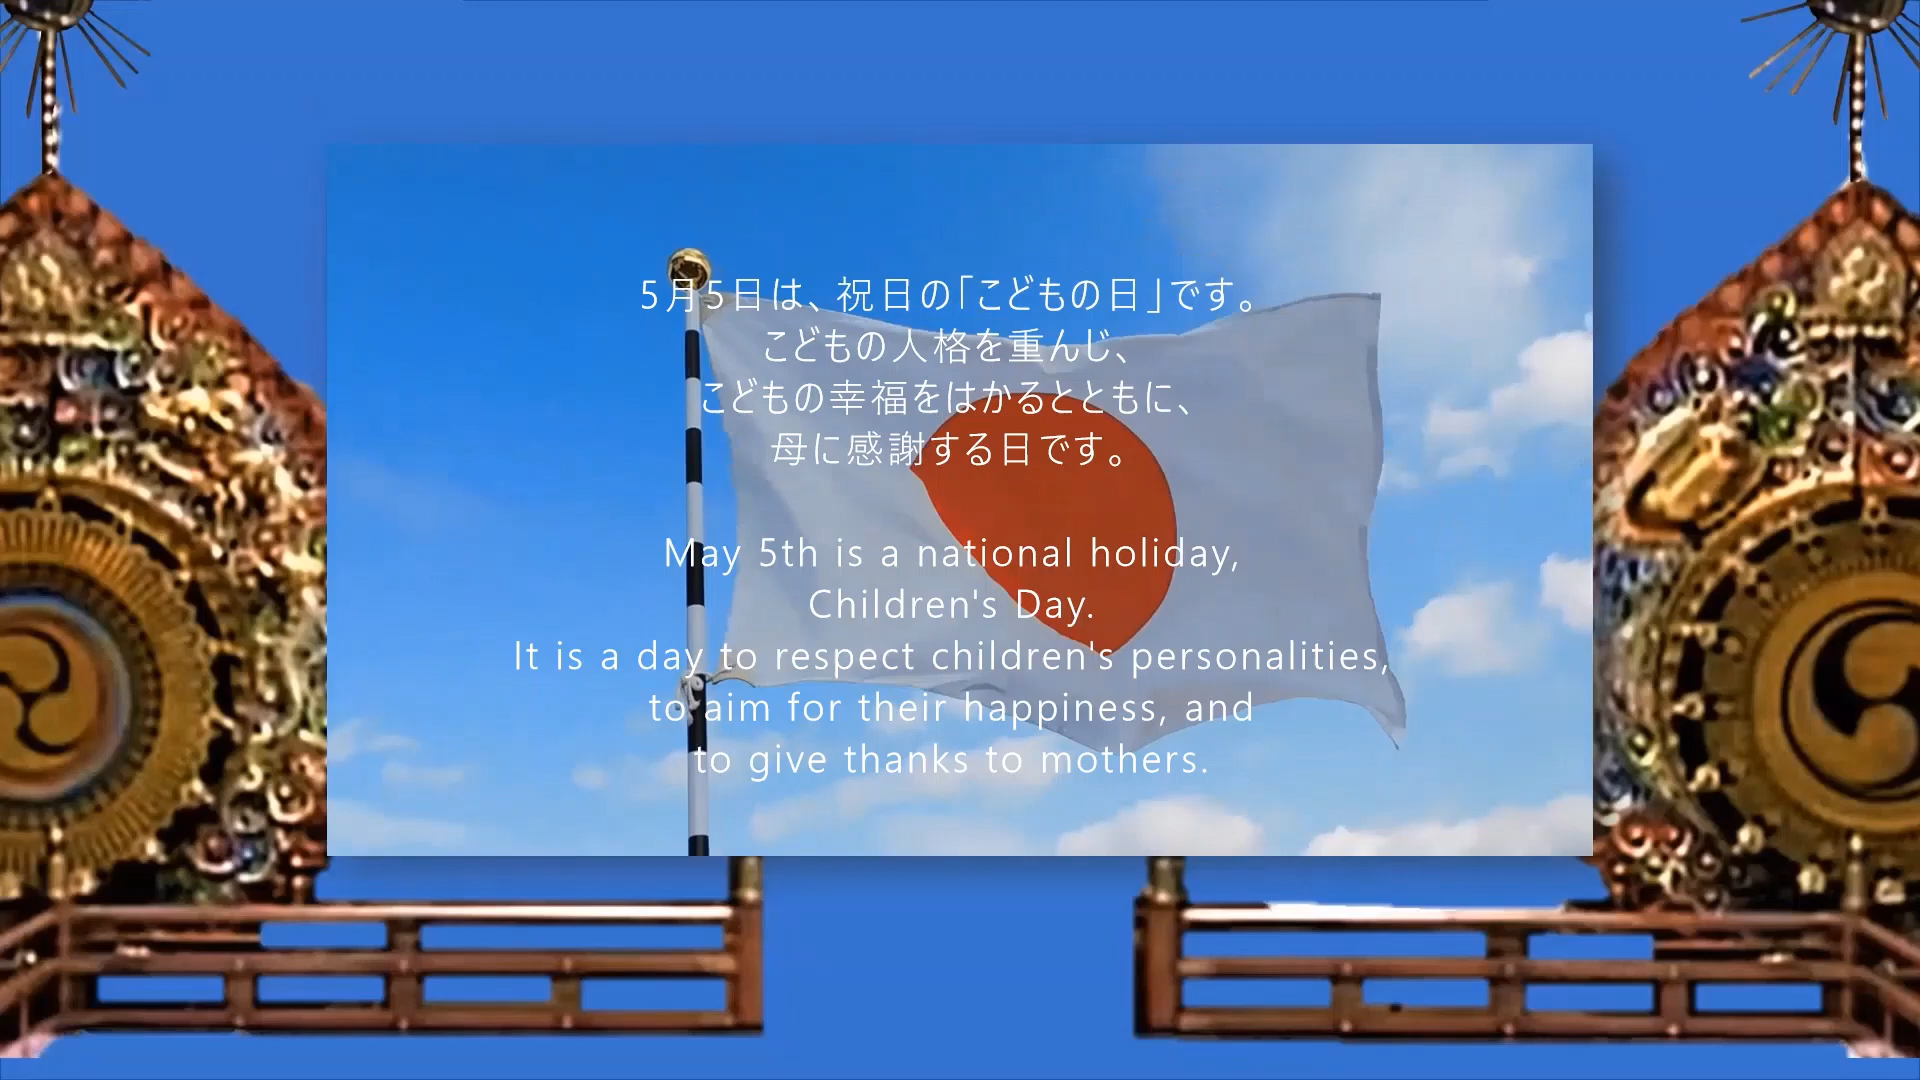 5月5日は、祝日の「こどもの日」です。
こどもの人格を重んじ、
こどもの幸福をはかるとともに、
母に感謝する日です。
May 5th is a national holiday,
Children's Day.
It is a day to respect children's personalities,
to aim for their happiness, and
to give thanks to mothers.